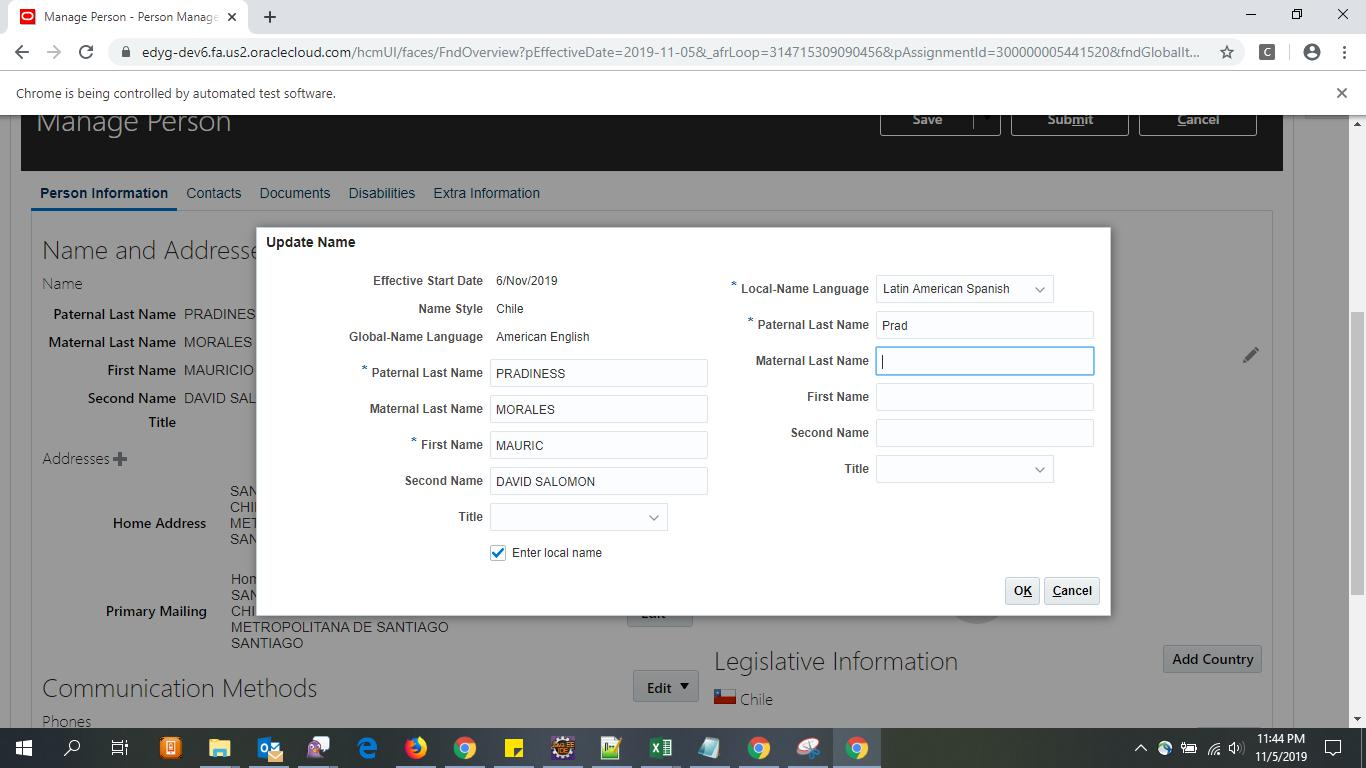 Manage Person - Person Manage
edyg-dev6.fa.us2.oraclecloud.com/hcmUI/faces/FndOverview?pEffectiveDate=2019-11-05&_afrLoop=314715309090456&pAssignmentId=300000005441520&fndGlobalIt...
C
Chrome is being controlled by automated test software.
Manage Person
Save
Submit
Cancel
Person Information
Contacts
Documents
Disabilities
Extra Information
Name and Addresse
Name
Paternal Last Name PRADINES
Maternal Last Name MORALES
First Name MAURICIO
Second Name DAVID SAL
Title
Addresses
Home Address
SAN
CHI
MET
SAN
Primary Mailing
Hom
SAN
CHI
METROPOLITANA DE SANTIAGO
SANTIAGO
Communication Methods
Edit
Phones
Update Name
Effective Start Date 6/Nov/2019
Name Style Chile
Global-Name Language American English
* Paternal Last Name PRADINESS
Maternal Last Name MORALES
* First Name MAURIC
Second Name DAVID SALOMON
Title
Enter local name
* Local-Name Language Latin American Spanish
* Paternal Last Name Prad
Maternal Last Name
First Name
Second Name
Title
OK
Cancel
Edit
Legislative Information
Add Country
Chile
11:44 PM
11/5/2019